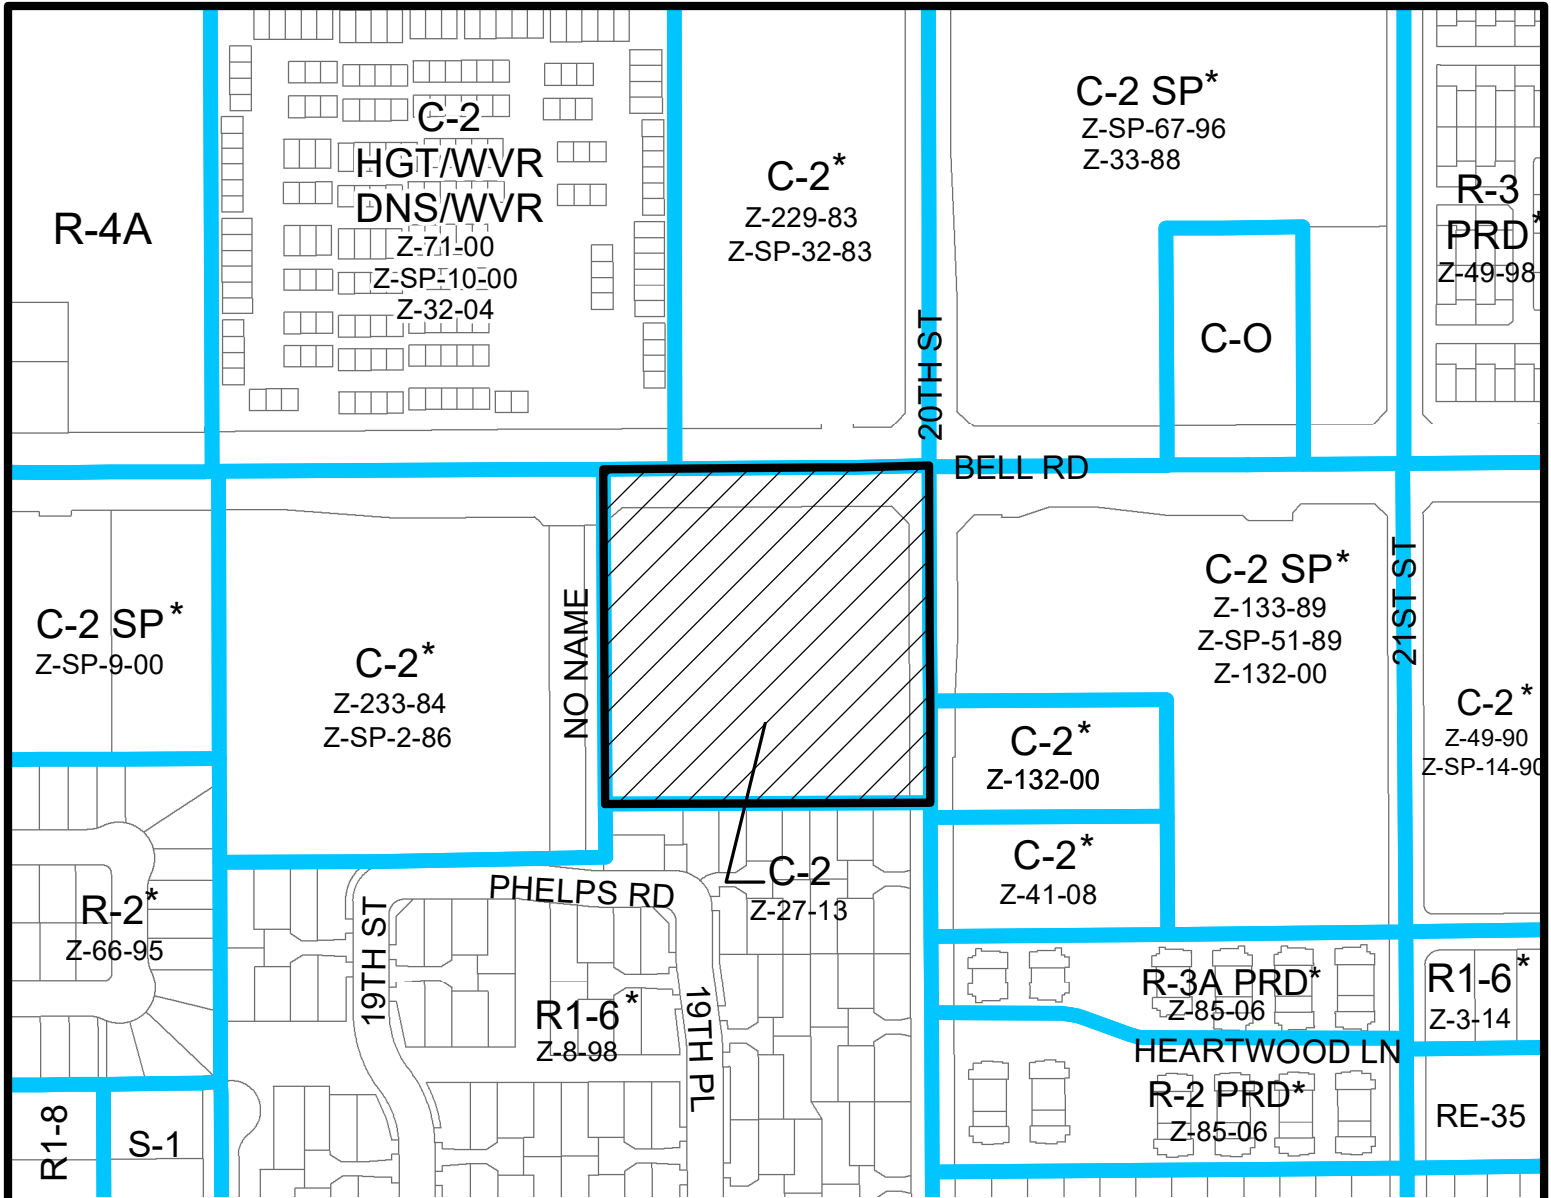 C-2 SP*
Z-SP-67-96
Z-33-88
C-2
HGT/WVR
DNS/WVR
Z-71-00
Z-SP-10-00
Z-32-04
C-2*
Z-229-83
Z-SP-32-83
R-4A
R-3
PRD*
Z-49-98
C-O
20TH ST
BELL RD
C-2 SP*
Z-SP-9-00
C-2*
Z-233-84
Z-SP-2-86
NO NAME
C-2 SP*
Z-133-89
Z-SP-51-89
Z-132-00
21ST ST
C-2*
Z-49-90
Z-SP-14-90
C-2*
Z-132-00
C-2*
Z-41-08
C-2
Z-27-13
PHELPS RD
R-2*
Z-66-95
19TH ST
R1-6*
Z-8-98
19TH PL
R-3A PRD*
Z-85-06
R1-6*
Z-3-14
HEARTWOOD LN
R-2 PRD*
Z-85-06
RE-35
R1-8
S-1